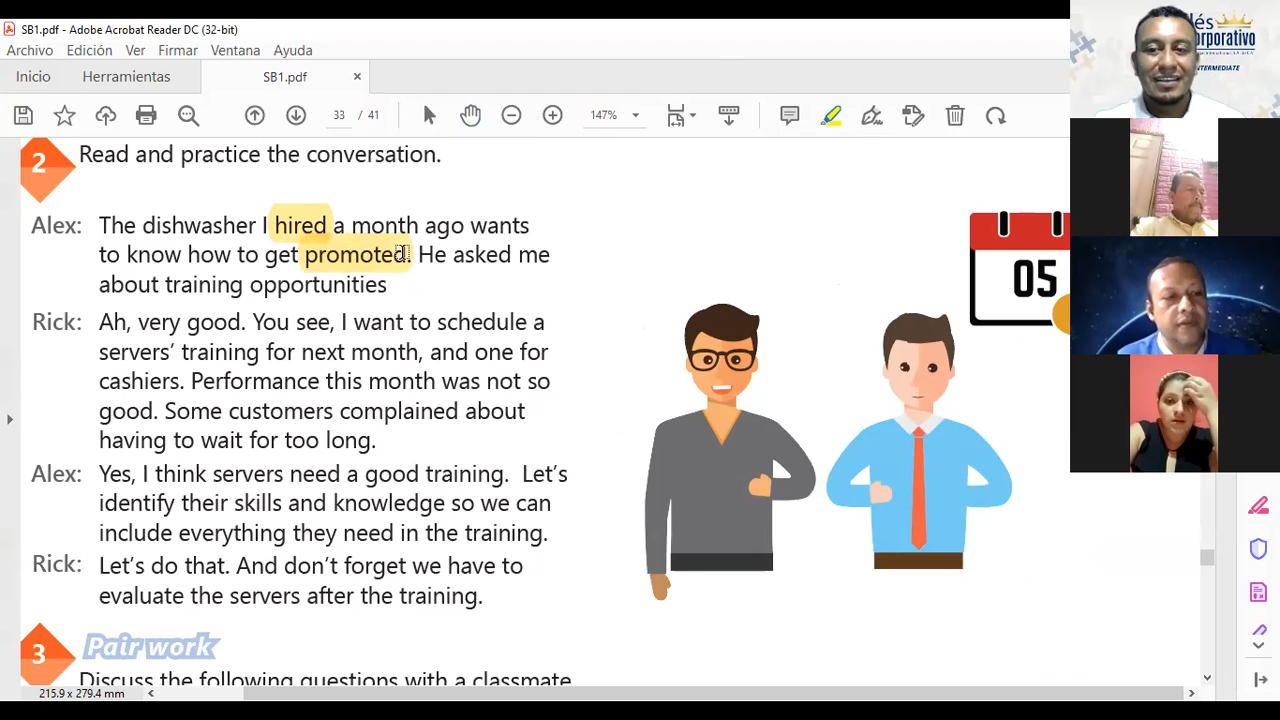 SB1.pdf - Adobe Acrobat Reader DC (32-bit)
Archivo Edición Ver Firmar Ventana Ayuda
Inicio Herramientas SB1.pdf ×
33 / 41 147%
2 Read and practice the conversation.
Alex: The dishwasher I hired a month ago wants
to know how to get promoted. He asked me
about training opportunities
Rick: Ah, very good. You see, I want to schedule a
servers’ training for next month, and one for
cashiers. Performance this month was not so
good. Some customers complained about
having to wait for too long.
Alex: Yes, I think servers need a good training. Let’s
identify their skills and knowledge so we can
include everything they need in the training.
Rick: Let’s do that. And don’t forget we have to
evaluate the servers after the training.
3 Pair work
Discuss the following questions with a classmate
215.9 x 279.4 mm
05